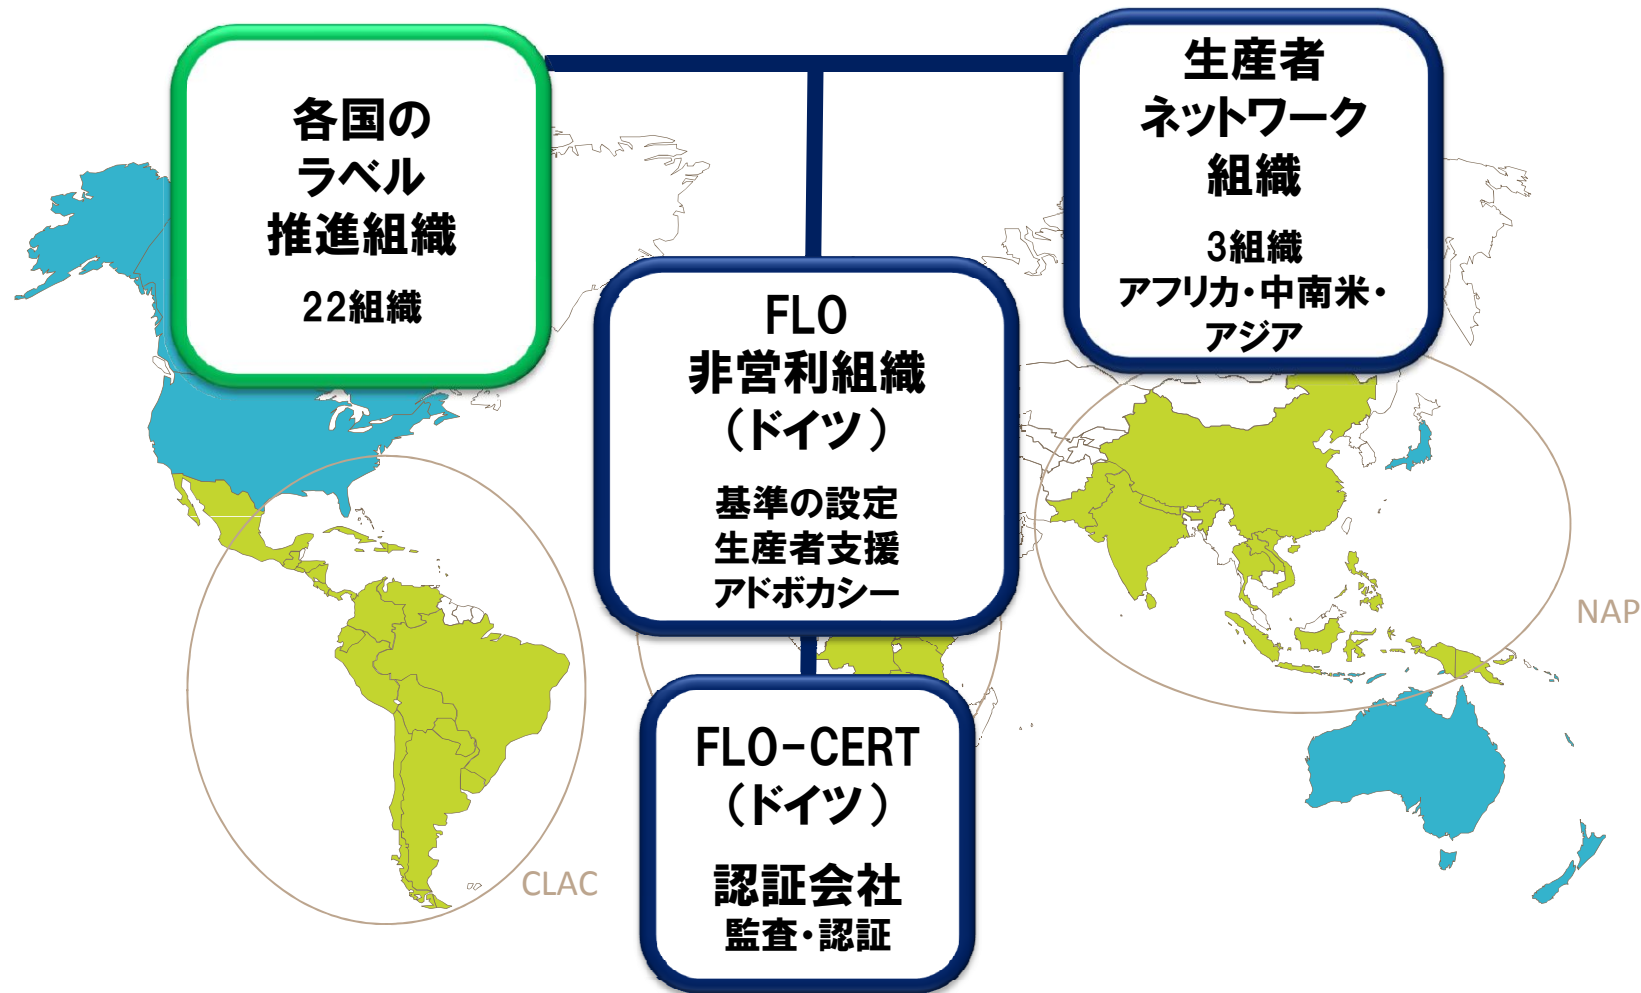 各国の
ラベル
推進組織
22組織
生産者
ネットワーク
組織
3組織
アフリカ・中南米・
アジア
FLO
非営利組織
（ドイツ）
基準の設定
生産者支援
アドボカシー
FLO-CERT
（ドイツ）
認証会社
監査・認証
CLAC
NAP